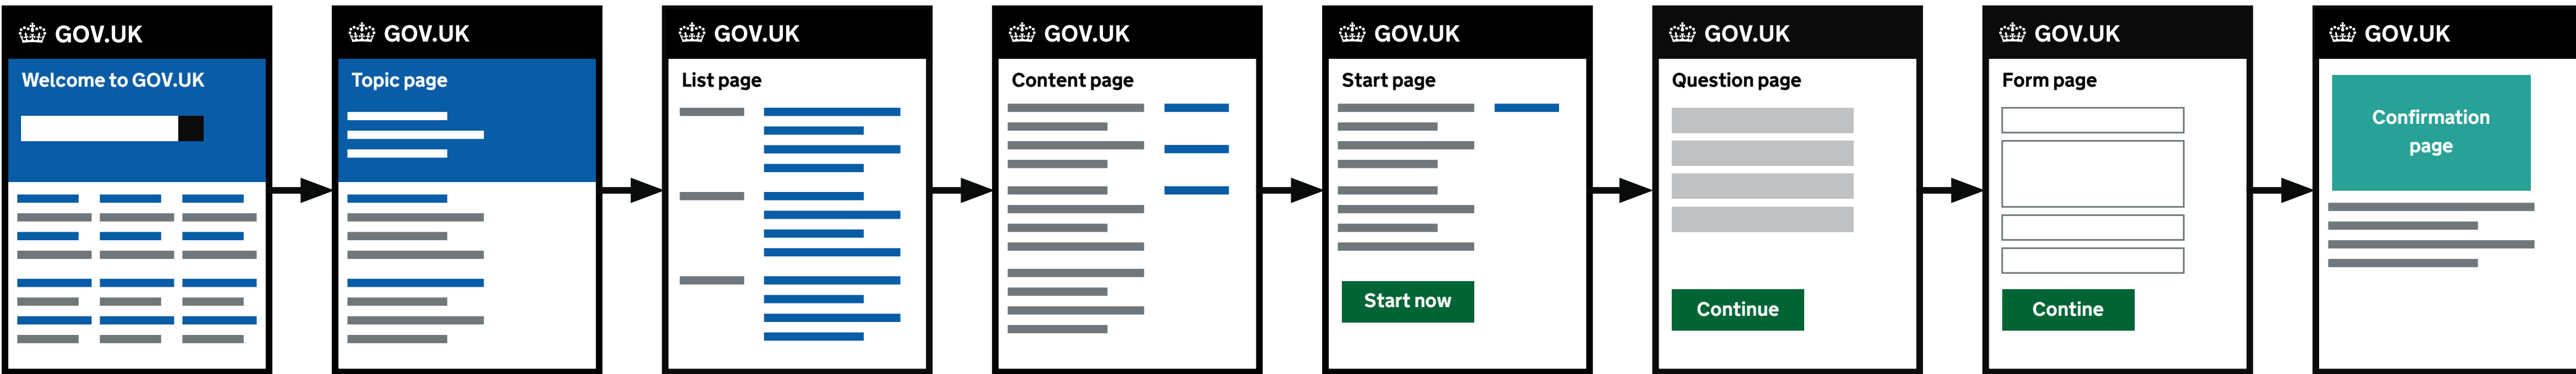 GOV.UK
Welcome to GOV.UK
GOV.UK
Topic page
GOV.UK
List page
GOV.UK
Content page
GOV.UK
Start page
Start now
GOV.UK
Question page
Continue
GOV.UK
Form page
Contine
GOV.UK
Confirmation
page